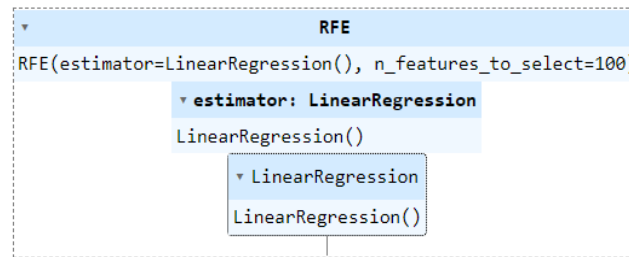 RFE
RFE(estimator=LinearRegression(), n_features_to_select=100)
estimator: LinearRegression
LinearRegression()
LinearRegression
LinearRegression()